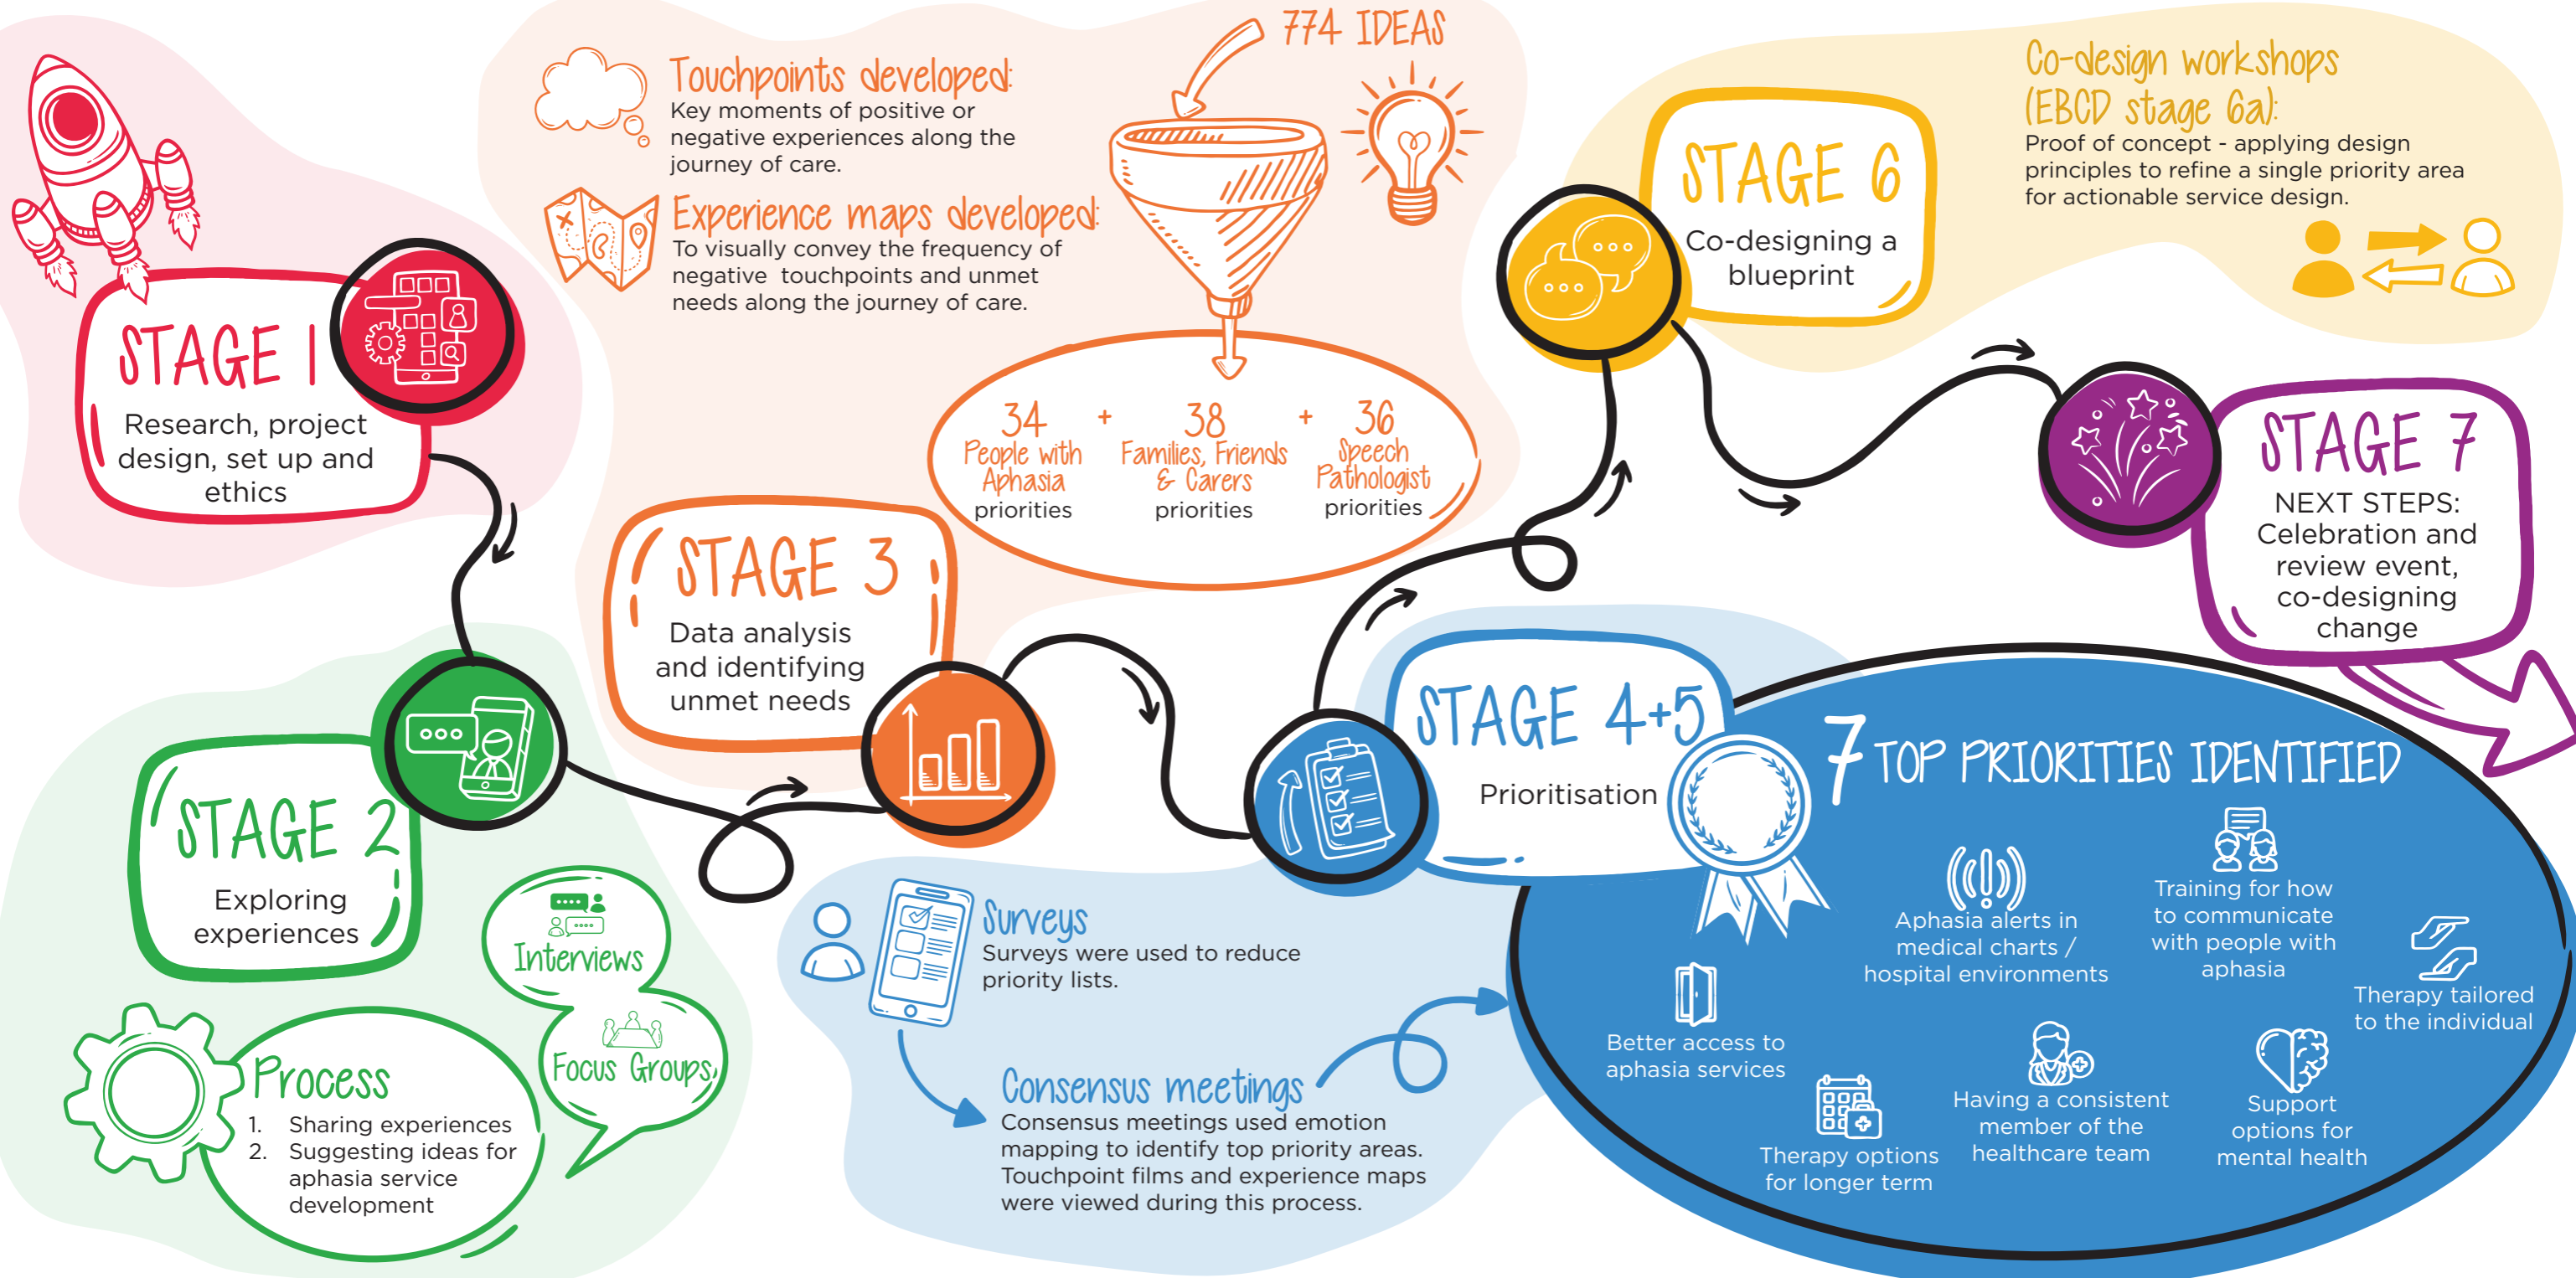 STAGE 1
Research, project
design, set up and
ethics
STAGE 2
Exploring
experiences
Process
1. Sharing experiences
2. Suggesting ideas for
aphasia service
development
Interviews
Focus Groups
Touchpoints developed:
Key moments of positive or
negative experiences along the
journey of care.
Experience maps developed:
To visually convey the frequency of
negative touchpoints and unmet
needs along the journey of care.
774 IDEAS
34 + 38 + 36
People with Families, Friends Speech
Aphasia & Carers Pathologist
priorities priorities priorities
STAGE 3
Data analysis
and identifying
unmet needs
STAGE 4+5
Prioritisation
Surveys
Surveys were used to reduce
priority lists.
Consensus meetings
Consensus meetings used emotion
mapping to identify top priority areas.
Touchpoint films and experience maps
were viewed during this process.
7 TOP PRIORITIES IDENTIFIED
Better access to
aphasia services
Aphasia alerts in
medical charts /
hospital environments
Training for how
to communicate
with people with
aphasia
Therapy tailored
to the individual
Therapy options
for longer term
Having a consistent
member of the
healthcare team
Support
options for
mental health
STAGE 6
Co-designing a
blueprint
Co-design workshops
(EBCD stage 6a):
Proof of concept - applying design
principles to refine a single priority area
for actionable service design.
STAGE 7
NEXT STEPS:
Celebration and
review event,
co-designing
change